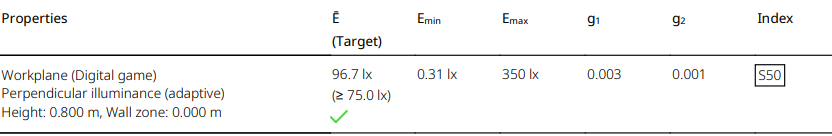 Properties Ē Emin Emax g1 g2 Index
(Target)
Workplane (Digital game) 96.7 lx 0.31 lx 350 lx 0.003 0.001 S50
Perpendicular illuminance (adaptive) (≥ 75.0 lx)
Height: 0.800 m, Wall zone: 0.000 m